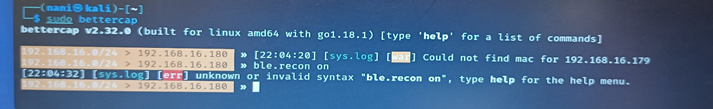 ┌──(nani㉿kali)-[~]
└─$ sudo bettercap
bettercap v2.32.0 (built for linux amd64 with go1.18.1) [type 'help' for a list of commands]
192.168.16.0/24 > 192.168.16.180 » [22:04:20] [sys.log] [war] Could not find mac for 192.168.16.179
192.168.16.0/24 > 192.168.16.180 » ble.recon on
[22:04:32] [sys.log] [err] unknown or invalid syntax "ble.recon on", type help for the help menu.
192.168.16.0/24 > 192.168.16.180 »